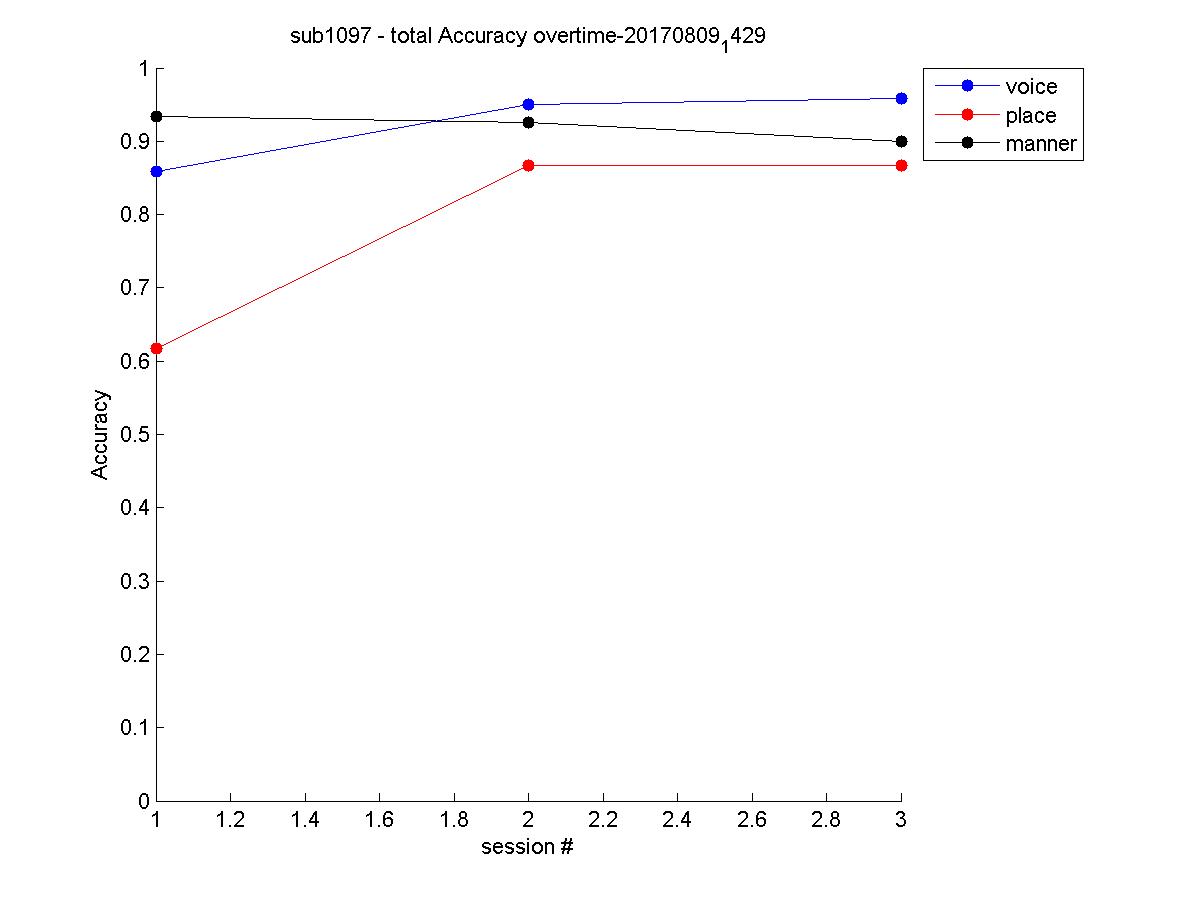 sub1097 - total Accuracy overtime-20170809₁429
voice
place
manner
1
0.9
0.8
0.7
0.6
0.5
0.4
0.3
0.2
0.1
0
Accuracy
1 1.2 1.4 1.6 1.8 2 2.2 2.4 2.6 2.8 3
session #